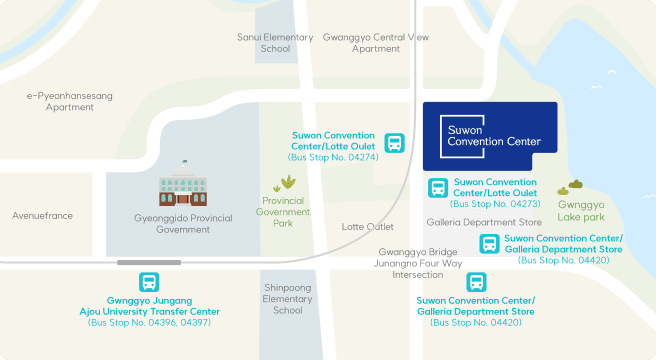 Sanui Elementary
School
Gwanggyo Central View
Apartment
e-Pyeonhansesang
Apartment
Suwon
Convention Center
Suwon Convention
Center/Lotte Oulet
(Bus Stop No. 04274)
Suwon Convention
Center/Lotte Oulet
(Bus Stop No. 04273)
Provincial
Government
Park
Gwnggyo
Lake park
Avenuefrance
Gyeonggido Provincial
Government
Lotte Outlet
Galleria Department Store
Suwon Convention Center/
Galleria Department Store
(Bus Stop No. 04420)
Gwanggyo Bridge
Junangno Four Way
Intersection
Shinpoong
Elementary
School
Gwnggyo Jungang
Ajou University Transfer Center
(Bus Stop No. 04396, 04397)
Suwon Convention Center/
Galleria Department Store
(Bus Stop No. 04420)